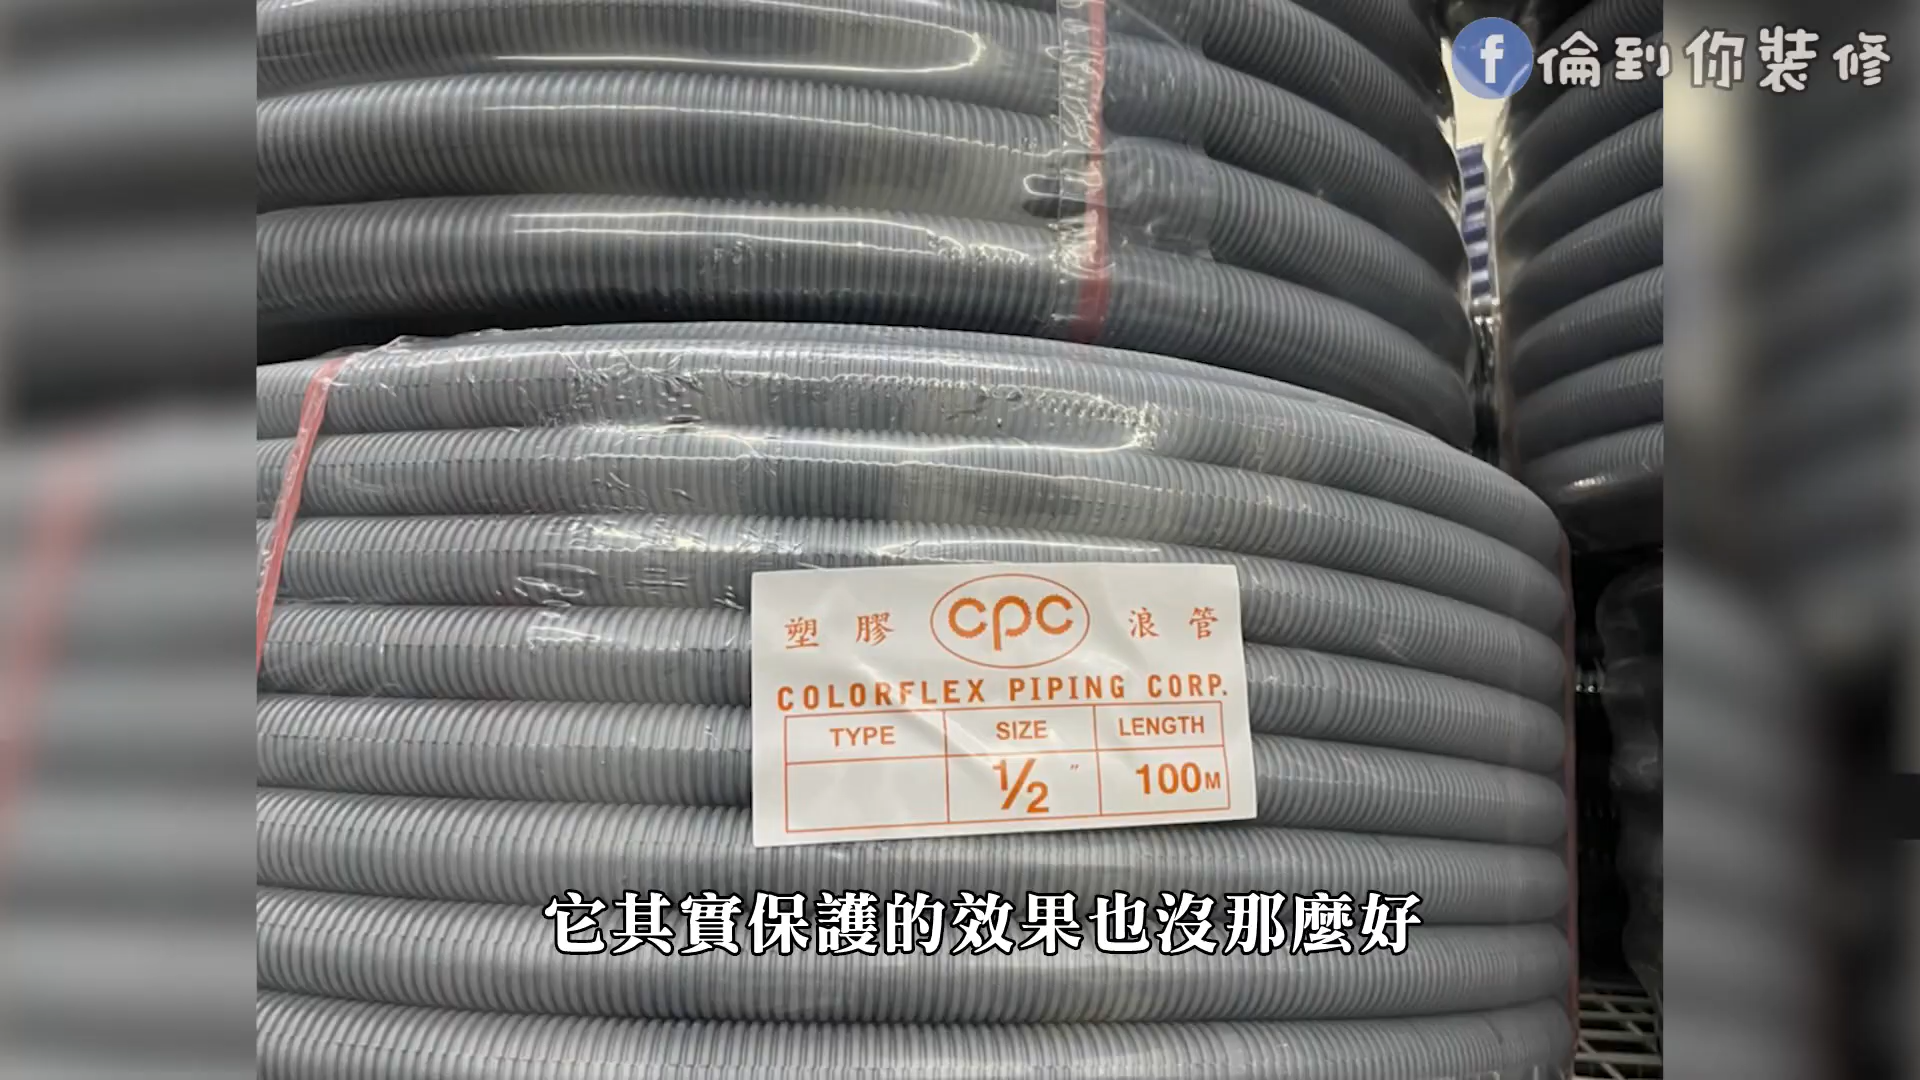 倫到你裝修
塑膠 cpc 浪管
COLORFLEX PIPING CORP.
TYPE SIZE LENGTH
1/2" 100M
它其實保護的效果也沒那麼好